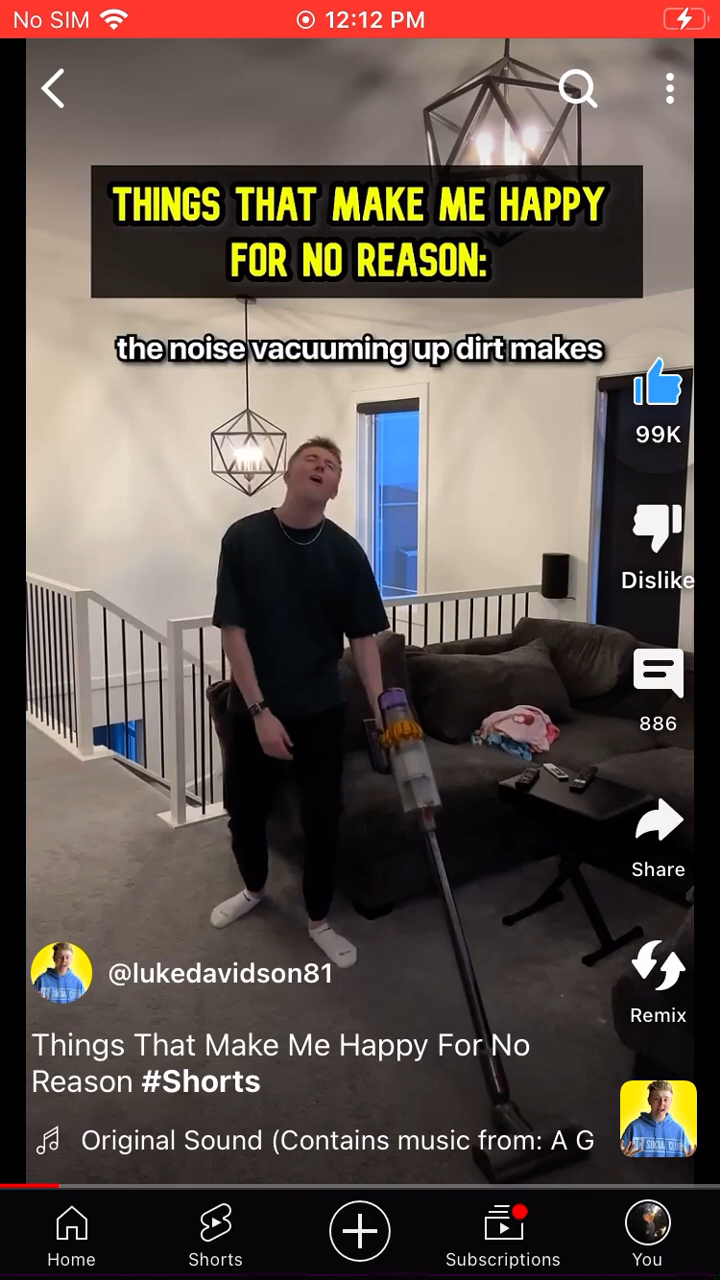 No SIM 12:12 PM
THINGS THAT MAKE ME HAPPY
FOR NO REASON:
the noise vacuuming up dirt makes
99K
Dislike
886
Share
Remix
@lukedavidson81
Things That Make Me Happy For No
Reason #Shorts
Original Sound (Contains music from: A G
Home Shorts Subscriptions You